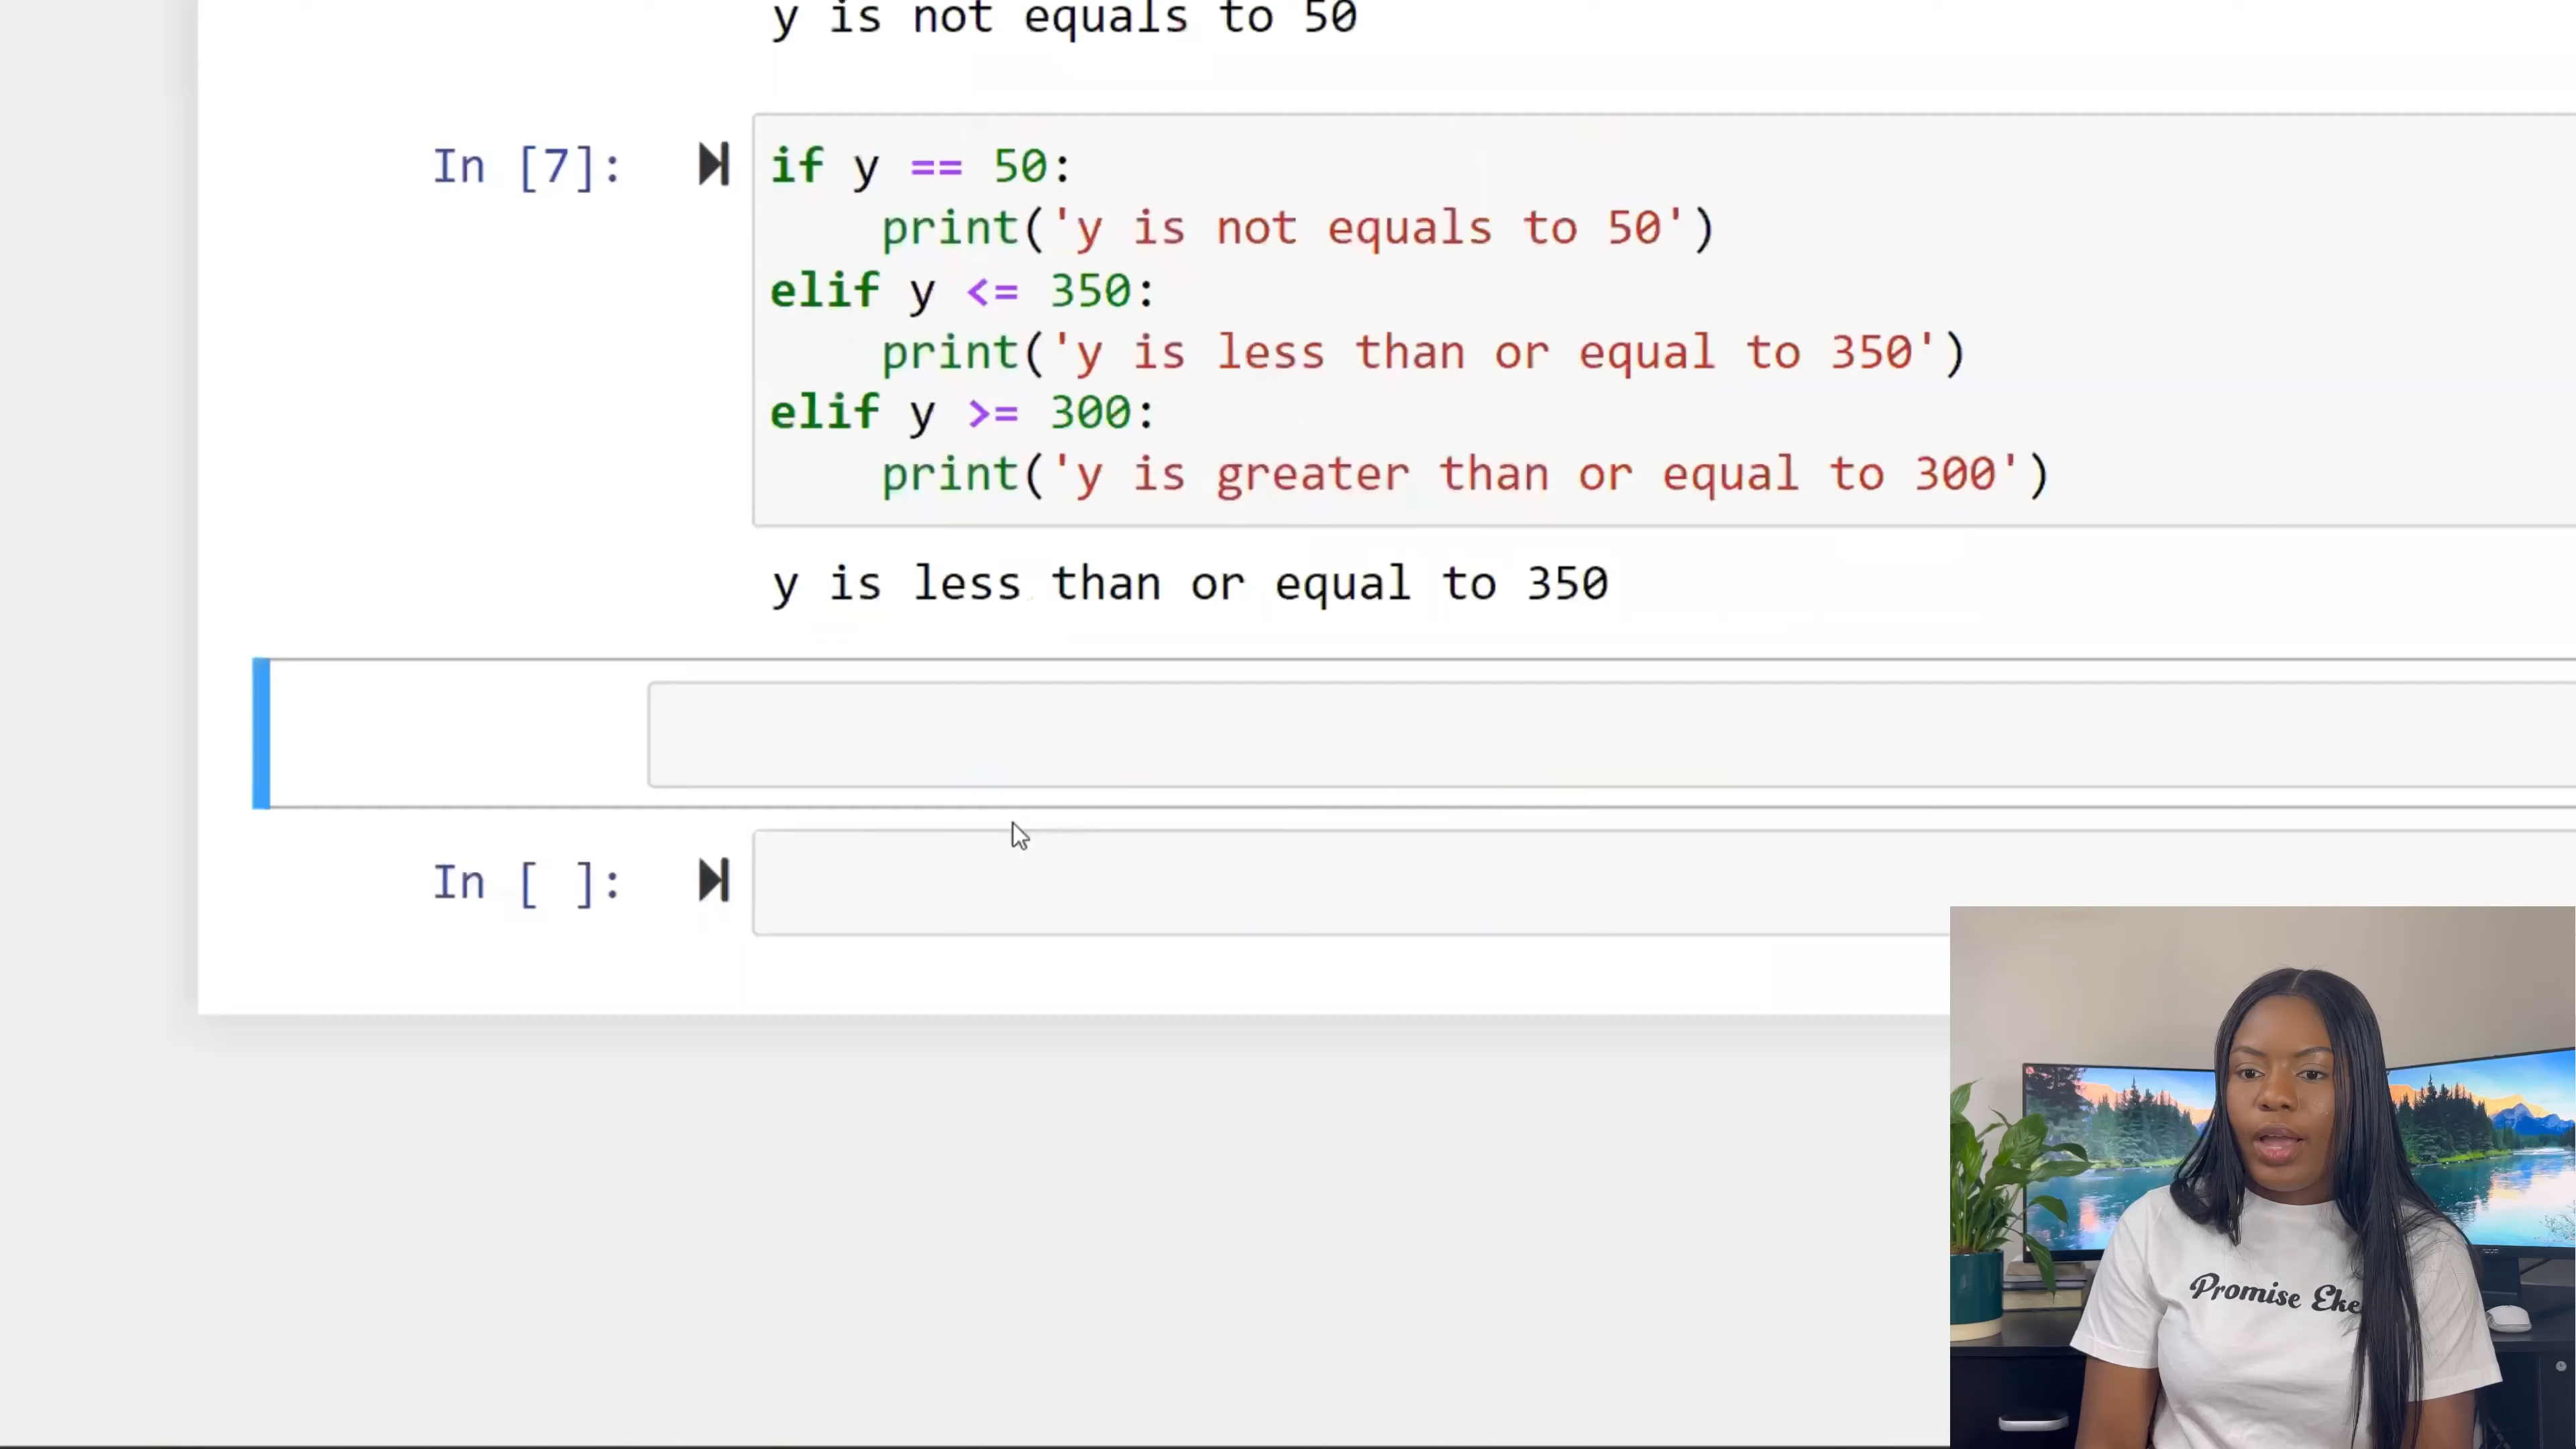 y is not equals to 50
In [7]:
if y == 50:
    print('y is not equals to 50')
elif y <= 350:
    print('y is less than or equal to 350')
elif y >= 300:
    print('y is greater than or equal to 300')
y is less than or equal to 350
In [ ]:
Promise Eke